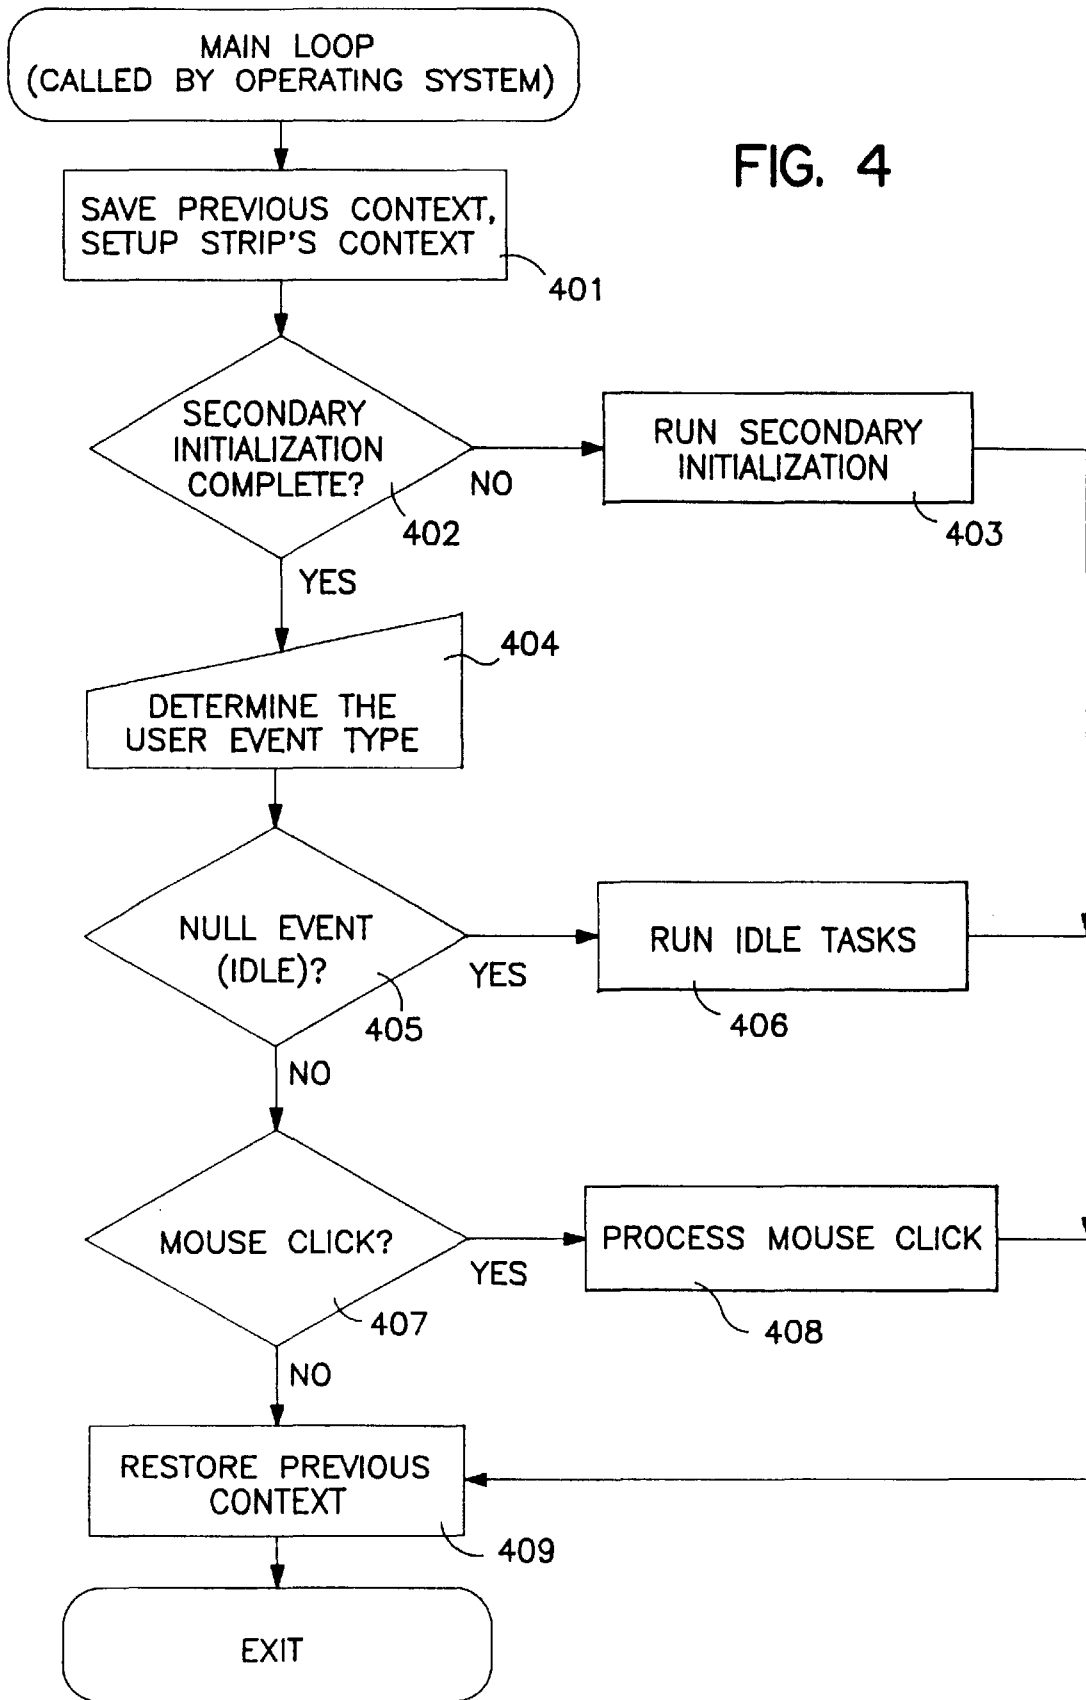 MAIN LOOP
(CALLED BY OPERATING SYSTEM)
FIG. 4
SAVE PREVIOUS CONTEXT,
SETUP STRIP'S CONTEXT
401
SECONDARY
INITIALIZATION
COMPLETE?
NO
402
RUN SECONDARY
INITIALIZATION
403
YES
404
DETERMINE THE
USER EVENT TYPE
NULL EVENT
(IDLE)?
YES
405
RUN IDLE TASKS
406
NO
MOUSE CLICK?
YES
407
PROCESS MOUSE CLICK
408
NO
RESTORE PREVIOUS
CONTEXT
409
EXIT